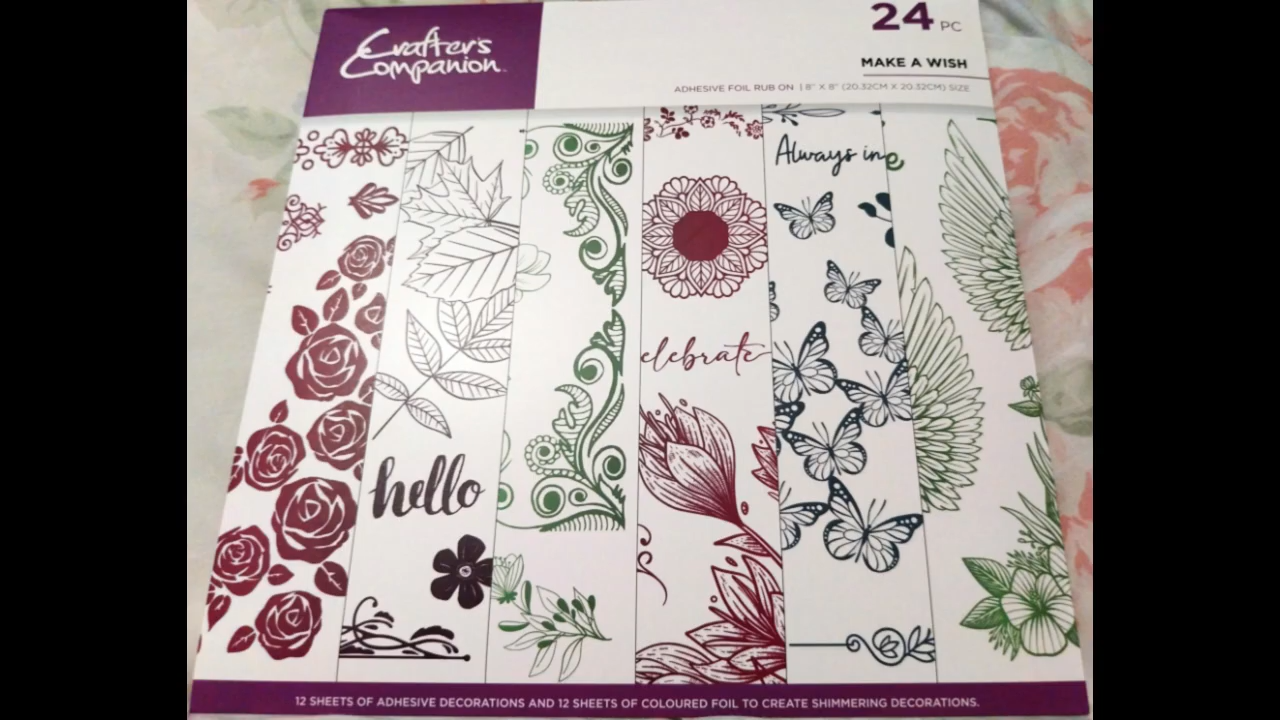 Crafter's
Companion
24 PC
MAKE A WISH
ADHESIVE FOIL RUB ON | 8" X 8" (20.32CM X 20.32CM) SIZE
Always in
e
elebrate
hello
12 SHEETS OF ADHESIVE DECORATIONS AND 12 SHEETS OF COLOURED FOIL TO CREATE SHIMMERING DECORATIONS.